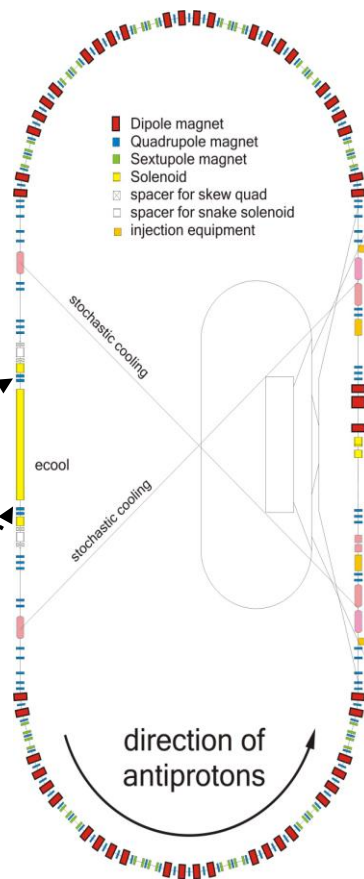 Dipole magnet
Quadrupole magnet
Sextupole magnet
Solenoid
spacer for skew quad
spacer for snake solenoid
injection equipment
stochastic cooling
ecool
stochastic cooling
direction of
antiprotons